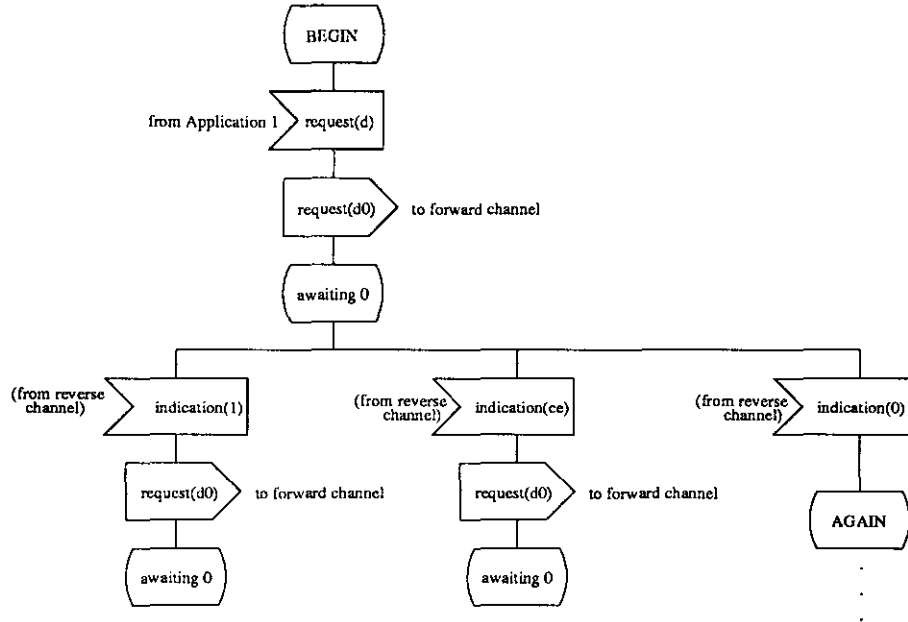 BEGIN
from Application 1
request(d)
request(d0)
to forward channel
awaiting 0
(from reverse
channel)
indication(1)
(from reverse
channel)
indication(ce)
(from reverse
channel)
indication(0)
request(d0)
to forward channel
request(d0)
to forward channel
AGAIN
awaiting 0
awaiting 0